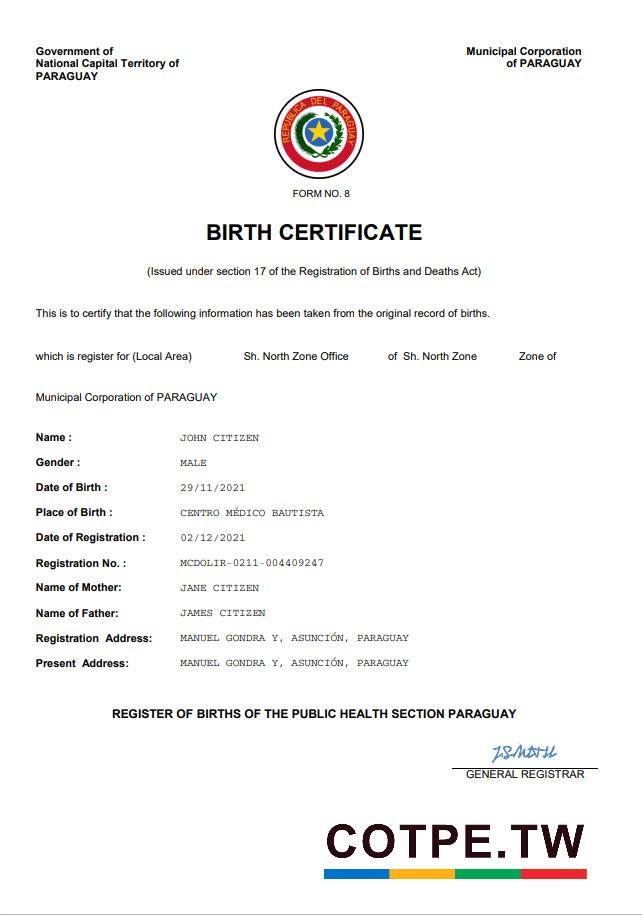 Government of
National Capital Territory of
PARAGUAY
Municipal Corporation
of PARAGUAY
REPUBLICA DEL PARAGUAY
FORM NO. 8
BIRTH CERTIFICATE
(Issued under section 17 of the Registration of Births and Deaths Act)
This is to certify that the following information has been taken from the original record of births.
which is register for (Local Area) Sh. North Zone Office of Sh. North Zone Zone of
Municipal Corporation of PARAGUAY
Name : JOHN CITIZEN
Gender : MALE
Date of Birth : 29/11/2021
Place of Birth : CENTRO MÉDICO BAUTISTA
Date of Registration : 02/12/2021
Registration No. : MCDOLIR-0211-004409247
Name of Mother: JANE CITIZEN
Name of Father: JAMES CITIZEN
Registration Address: MANUEL GONDRA Y, ASUNCIÓN, PARAGUAY
Present Address: MANUEL GONDRA Y, ASUNCIÓN, PARAGUAY
REGISTER OF BIRTHS OF THE PUBLIC HEALTH SECTION PARAGUAY
GENERAL REGISTRAR
COTPE.TW